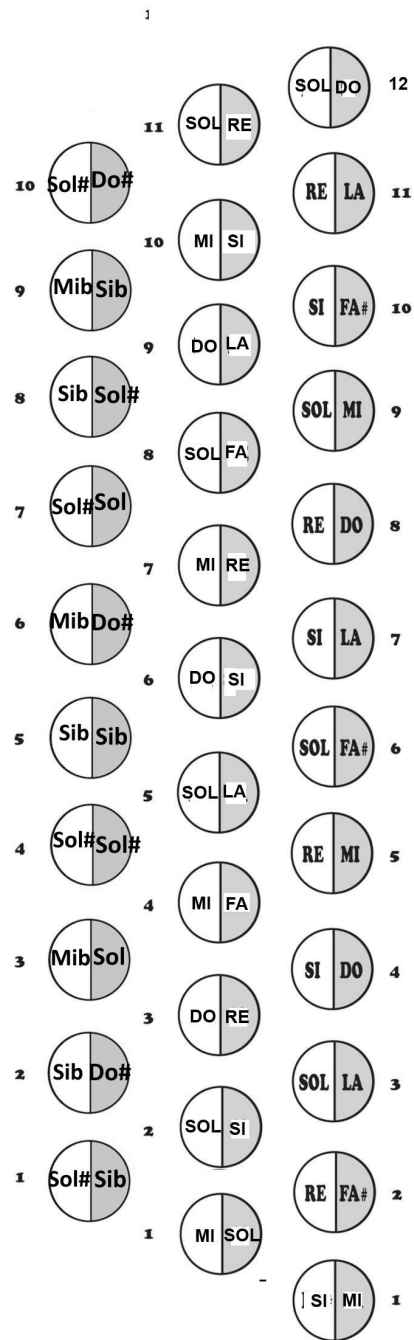 1
10 Sol# Do#
9 Mib Sib
8 Sib Sol#
7 Sol# Sol
6 Mib Do#
5 Sib Sib
4 Sol# Sol#
3 Mib Sol
2 Sib Do#
1 Sol# Sib
11 SOL RE
10 MI SI
9 DO LA
8 SOL FA
7 MI RE
6 DO SI
5 SOL LA
4 MI FA
3 DO RE
2 SOL SI
1 MI SOL
SOL DO 12
RE LA 11
SI FA# 10
SOL MI 9
RE DO 8
SI LA 7
SOL FA# 6
RE MI 5
SI DO 4
SOL LA 3
RE FA# 2
SI MI 1